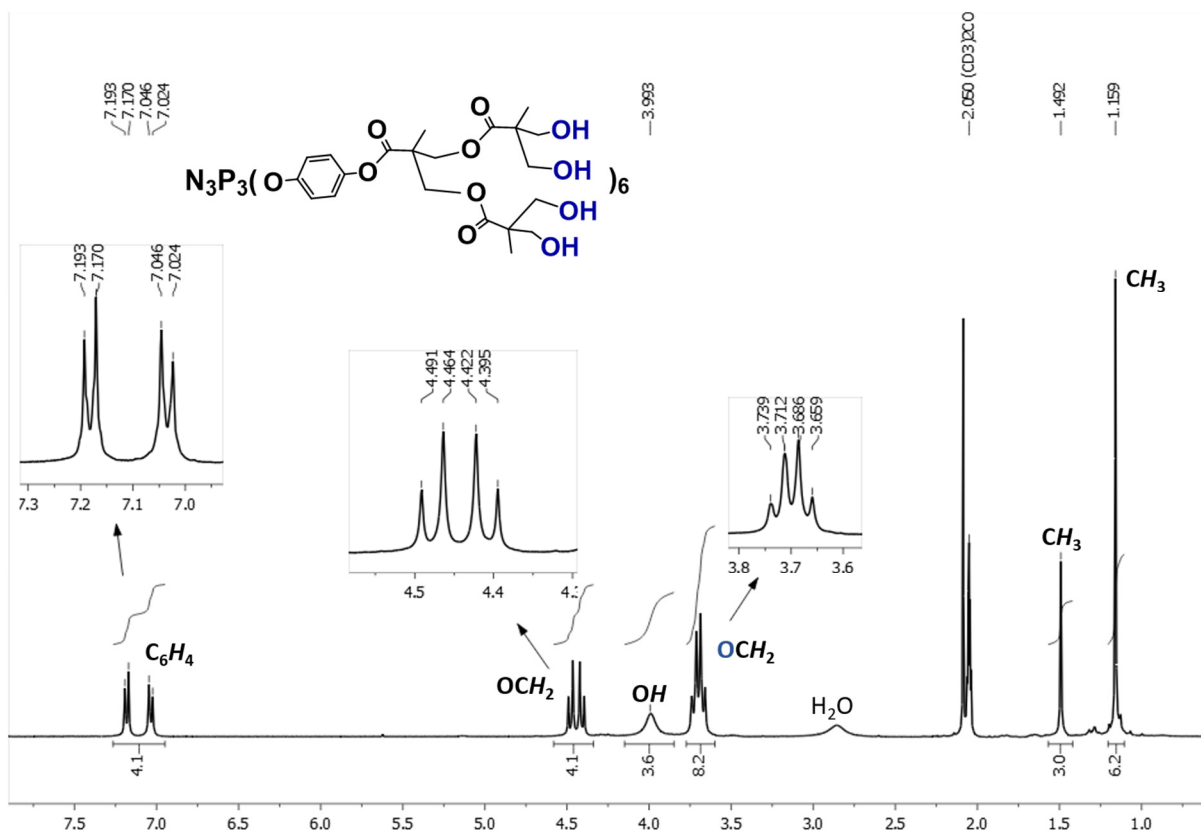 7.193
7.170
7.046
7.024
3.993
2.050 (CD3)2CO
1.492
1.159
N₃P₃( O
O
O
O
O
OH
OH
O
O
OH
OH
)₆
7.193
7.170
7.046
7.024
7.3 7.2 7.1 7.0
4.491
4.464
4.422
4.395
4.5 4.4
3.739
3.712
3.686
3.659
3.8 3.7 3.6
CH₃
CH₃
C₆H₄
OCH₂
OH
OCH₂
H₂O
4.1
4.1
3.6
8.2
3.0
6.2
7.5 7.0 6.5 6.0 5.5 5.0 4.5 4.0 3.5 3.0 2.5 2.0 1.5 1.0